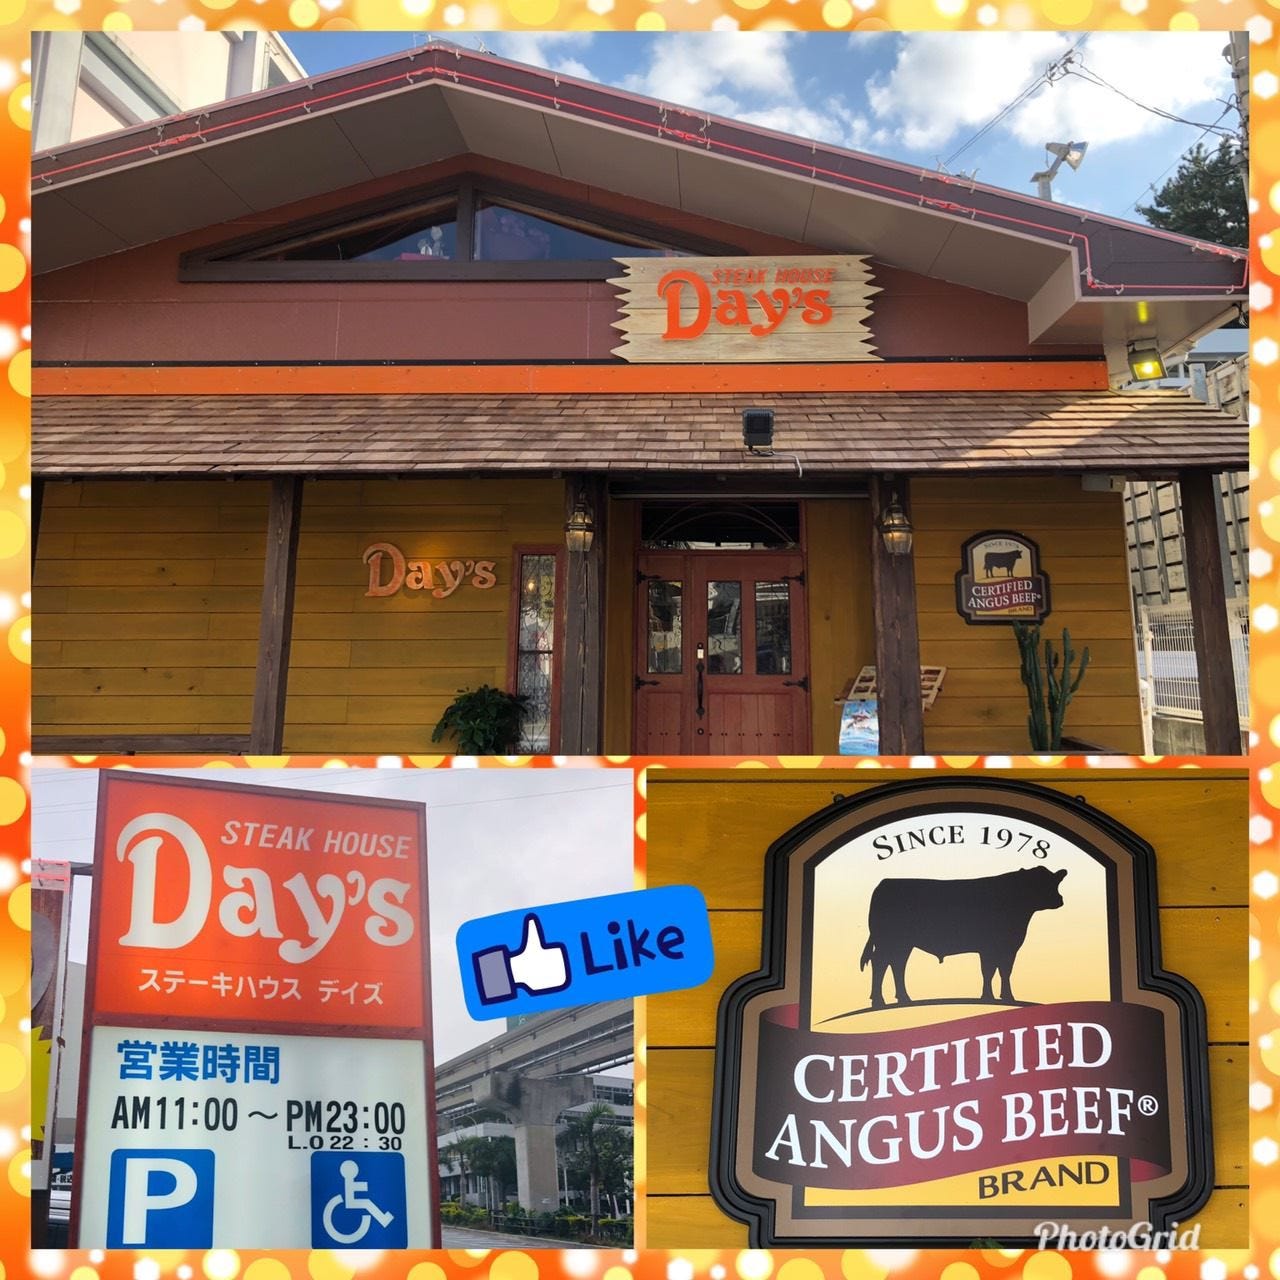 STEAK HOUSE
Day's
Day's
SINCE 1978
CERTIFIED
ANGUS BEEF®
BRAND
STEAK HOUSE
Day's
ステーキハウス デイズ
営業時間
AM11:00～PM23:00
L.O 22:30
P
Like
SINCE 1978
CERTIFIED
ANGUS BEEF®
BRAND
PhotoGrid